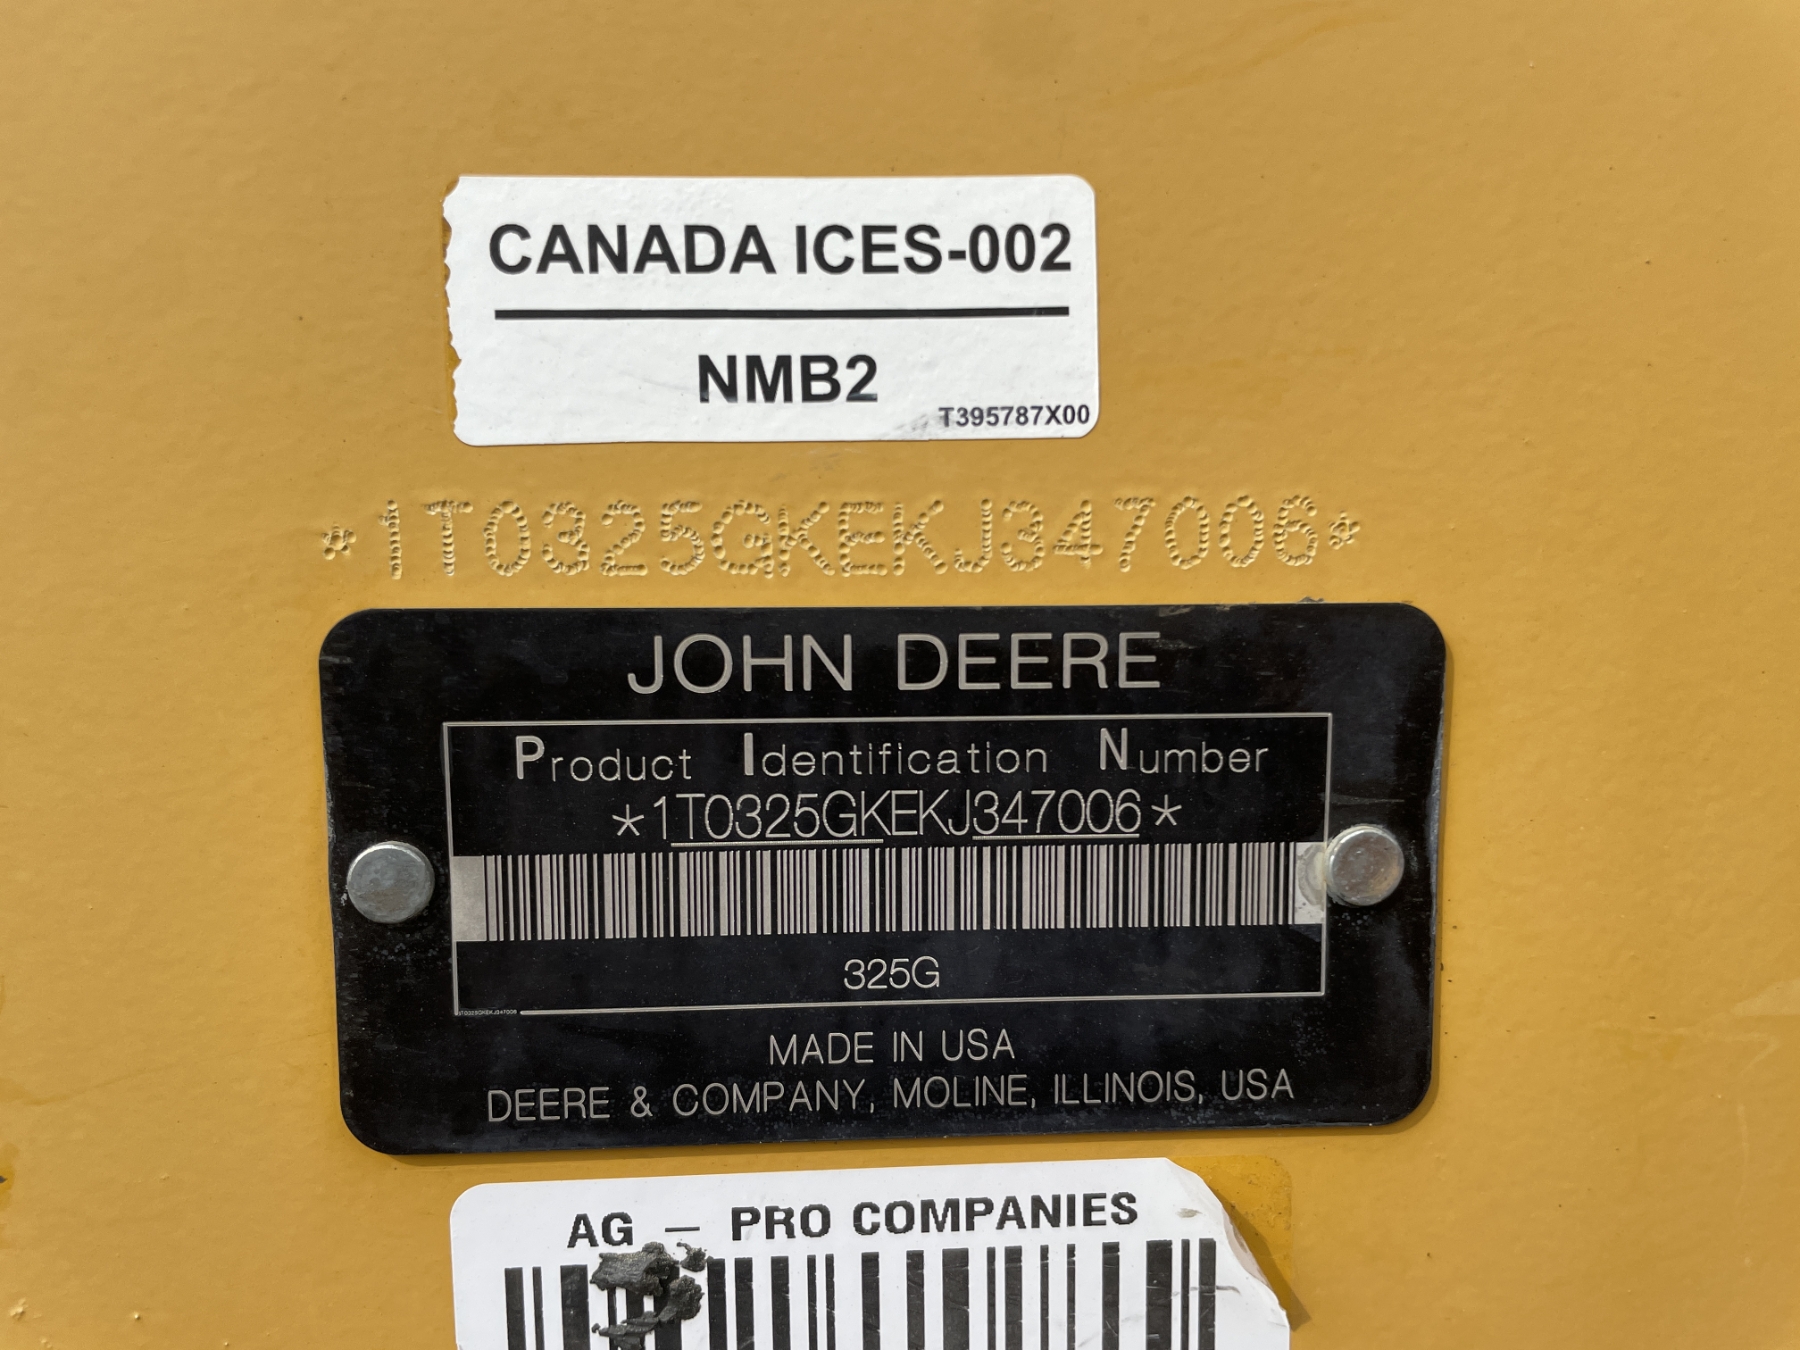 CANADA ICES-002
NMB2
T395787X00
*1T0325GKEKJ347006*
JOHN DEERE
Product Identification Number
*1T0325GKEKJ347006*
325G
1T0325GKEKJ347006
MADE IN USA
DEERE & COMPANY, MOLINE, ILLINOIS, USA
AG - PRO COMPANIES